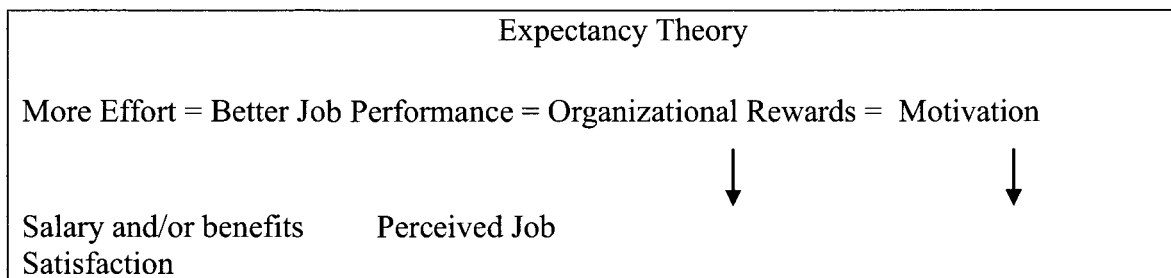 Expectancy Theory
More Effort = Better Job Performance = Organizational Rewards = Motivation
Salary and/or benefits Perceived Job
Satisfaction